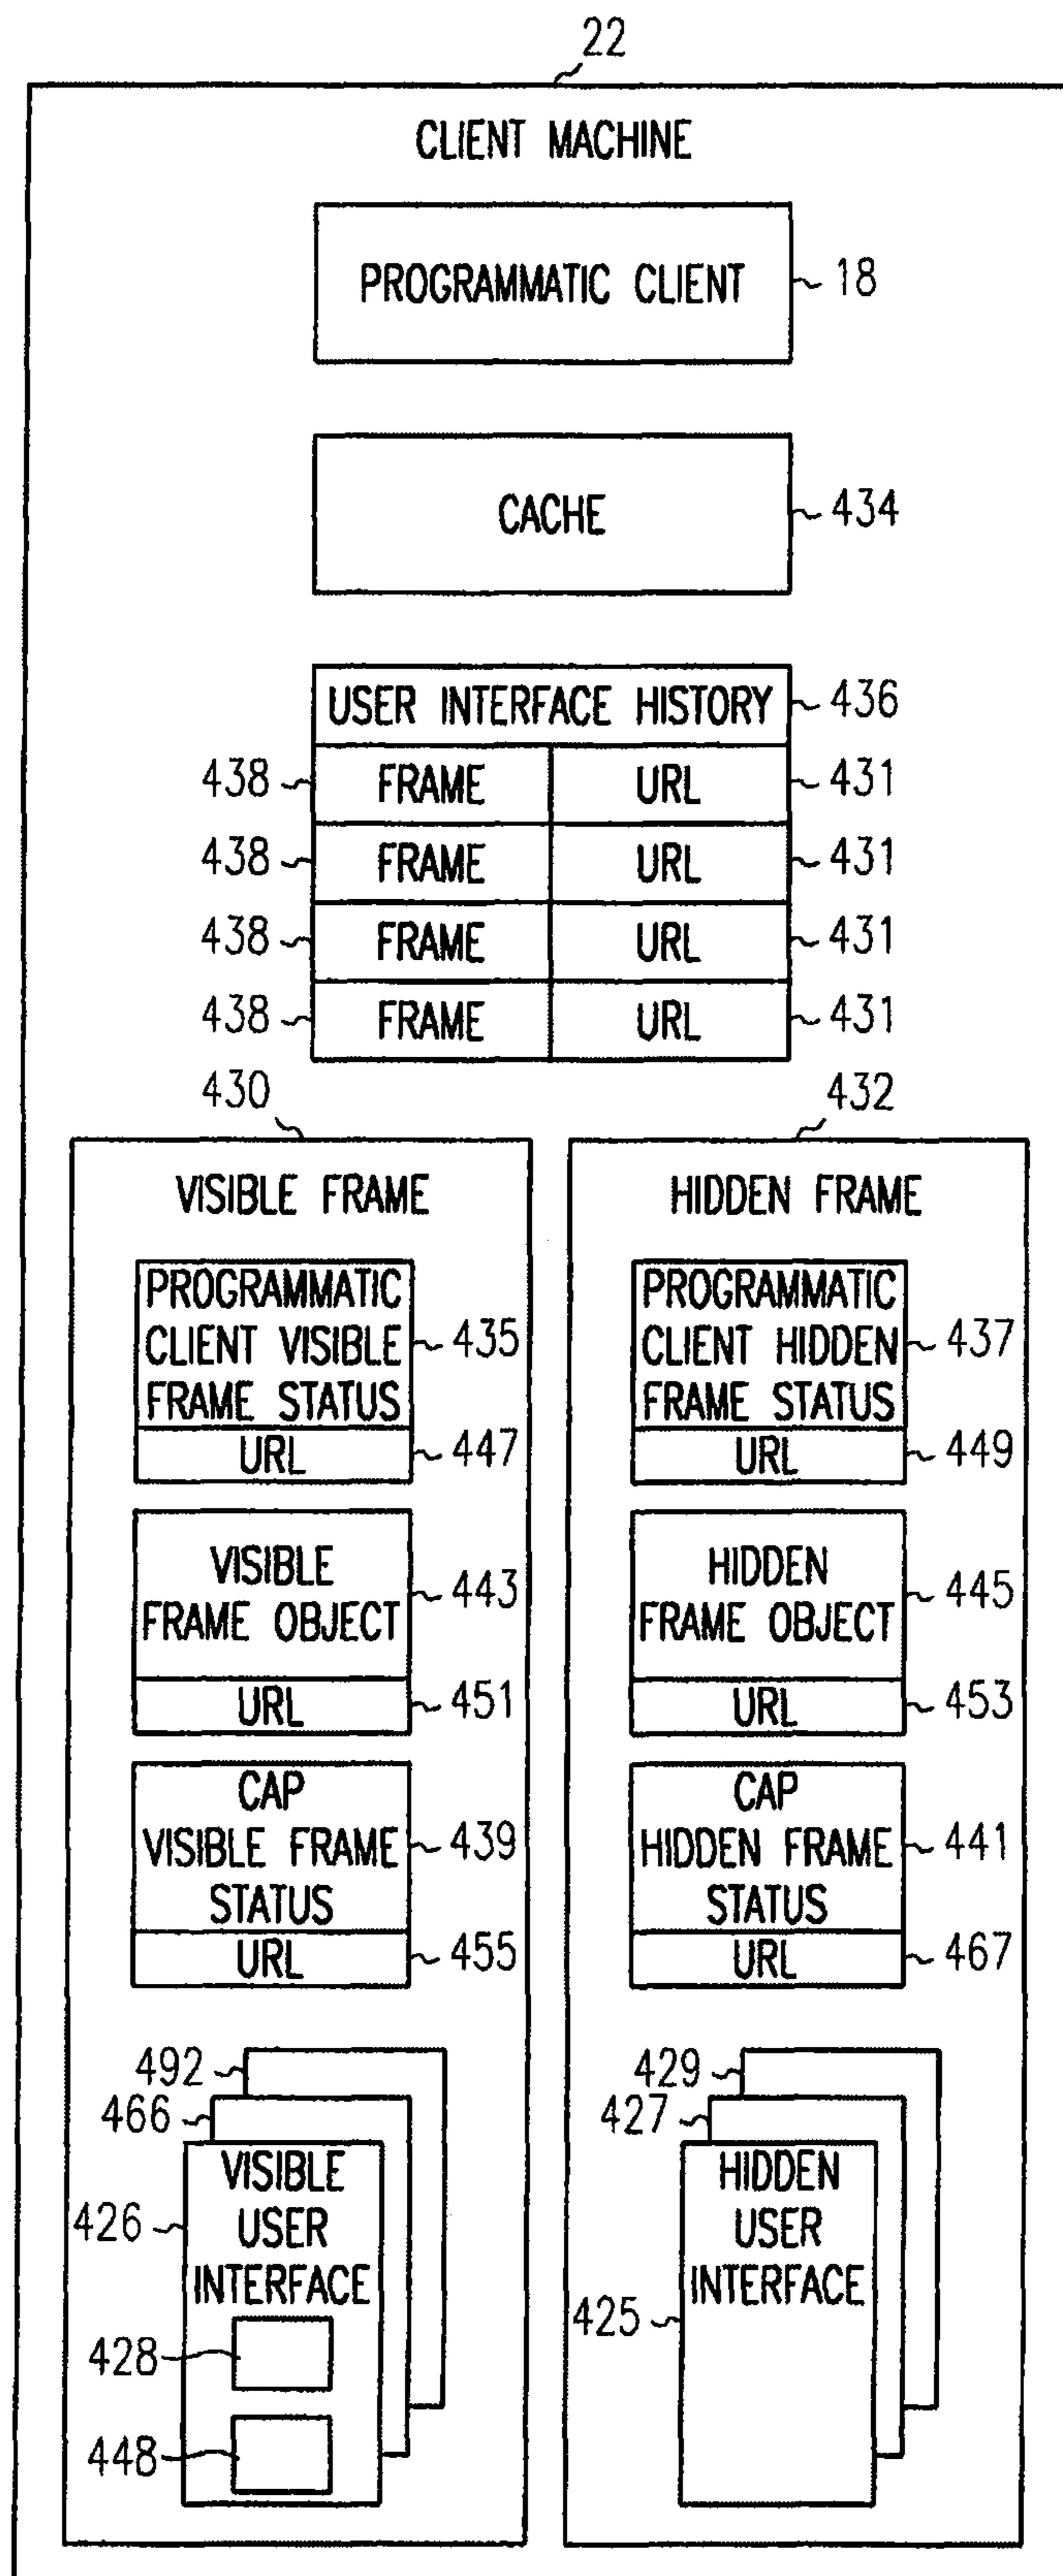 22
CLIENT MACHINE
PROGRAMMATIC CLIENT
18
CACHE
434
USER INTERFACE HISTORY
436
438 FRAME URL 431
438 FRAME URL 431
438 FRAME URL 431
438 FRAME URL 431
430
VISIBLE FRAME
PROGRAMMATIC
CLIENT VISIBLE
FRAME STATUS
435
URL
447
VISIBLE
FRAME OBJECT
443
URL
451
CAP
VISIBLE FRAME
STATUS
439
URL
455
492
466
426
VISIBLE
USER
INTERFACE
428
448
432
HIDDEN FRAME
PROGRAMMATIC
CLIENT HIDDEN
FRAME STATUS
437
URL
449
HIDDEN
FRAME OBJECT
445
URL
453
CAP
HIDDEN FRAME
STATUS
441
URL
467
429
427
HIDDEN
USER
INTERFACE
425